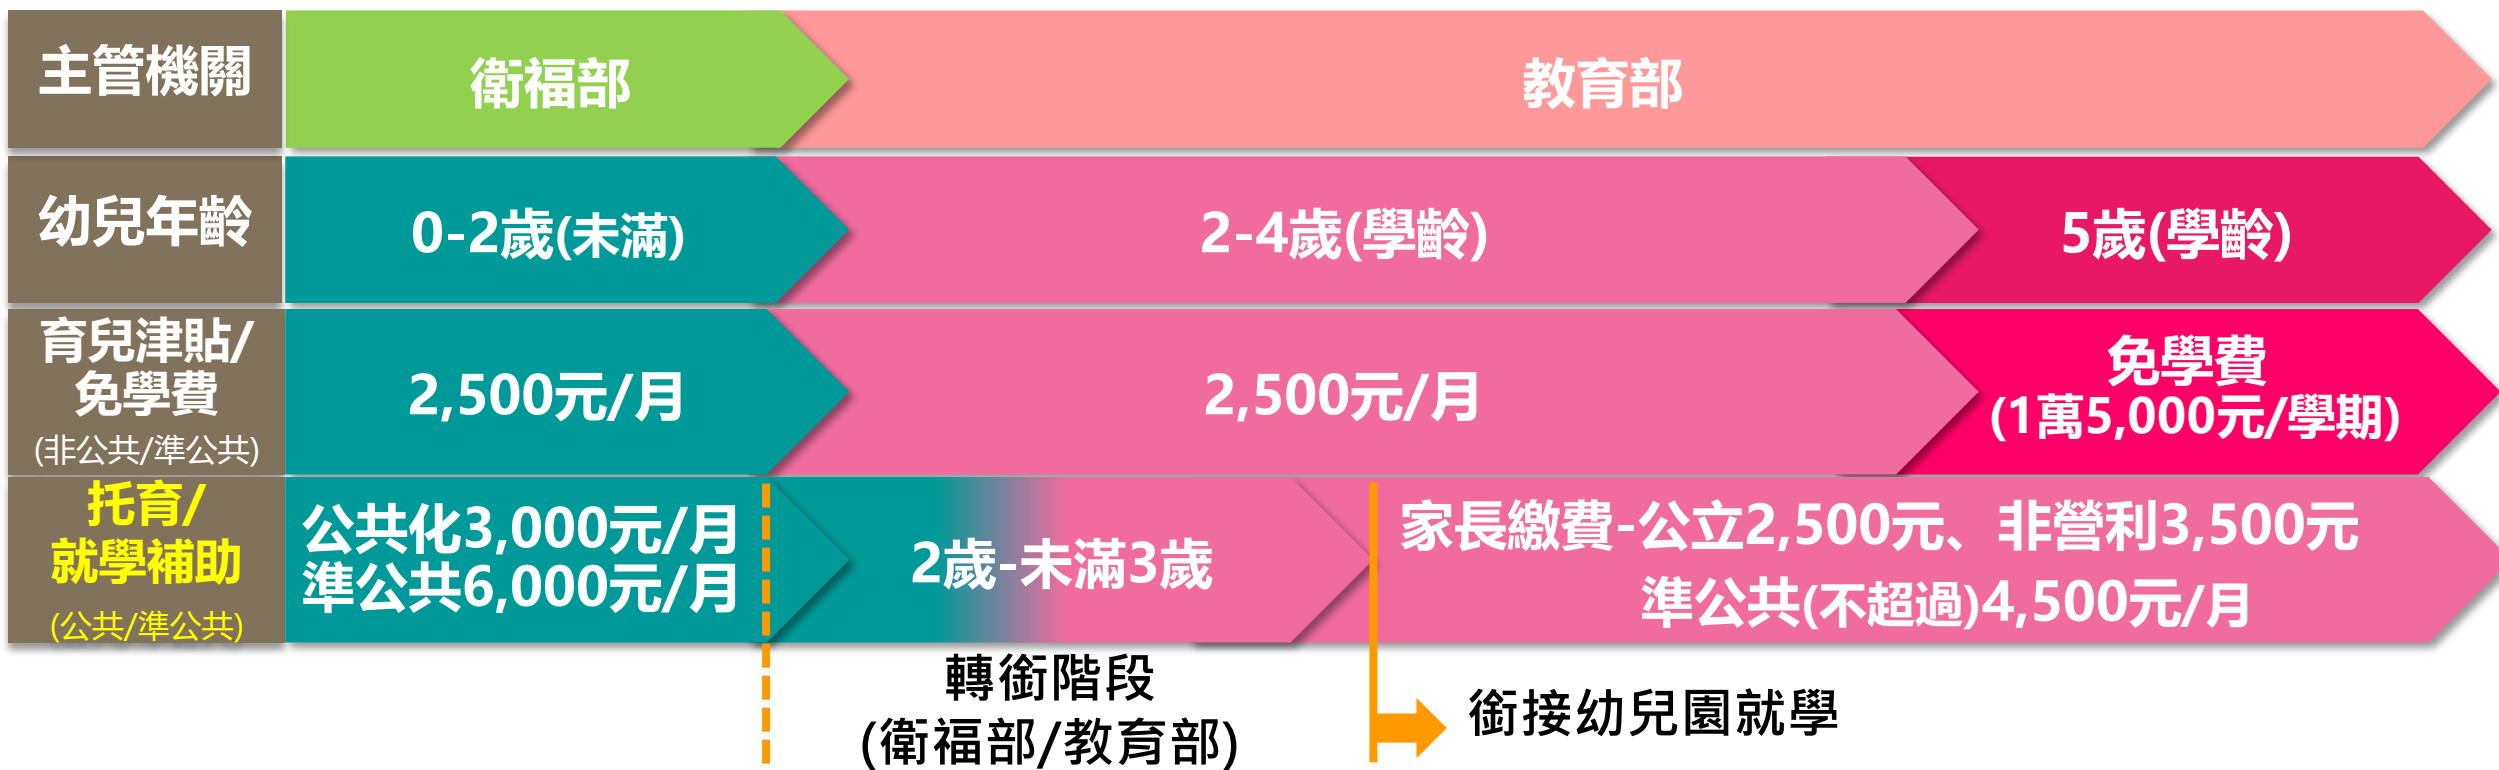 主管機關
衛福部
教育部
幼兒年齡
0-2歲(未滿)
2-4歲(學齡)
5歲(學齡)
育兒津貼/
免學費
(非公共/準公共)
2,500元/月
2,500元/月
免學費
(1萬5,000元/學期)
托育/
就學補助
(公共/準公共)
公共化3,000元/月
準公共6,000元/月
2歲-未滿3歲
家長繳費-公立2,500元、非營利3,500元
準公共(不超過)4,500元/月
轉銜階段
(衛福部/教育部)
銜接幼兒園開學